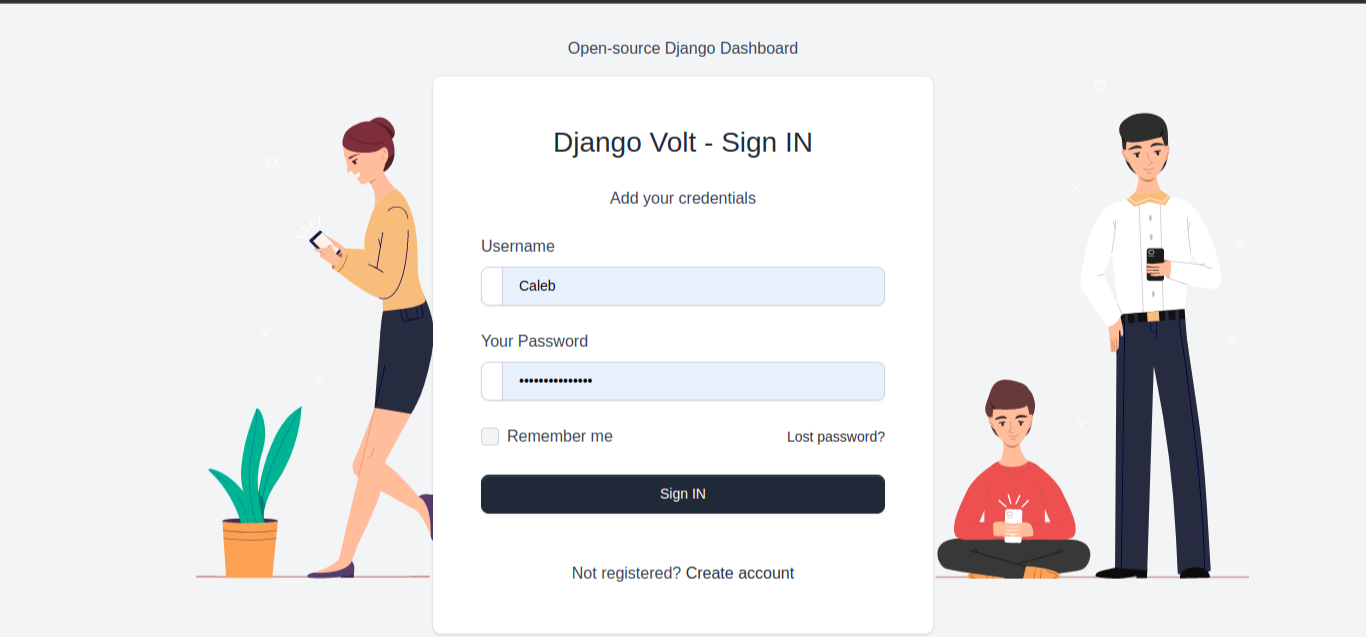 Open-source Django Dashboard
Django Volt - Sign IN
Add your credentials
Username
Caleb
Your Password
•••••••••••••••
Remember me
Lost password?
Sign IN
Not registered? Create account